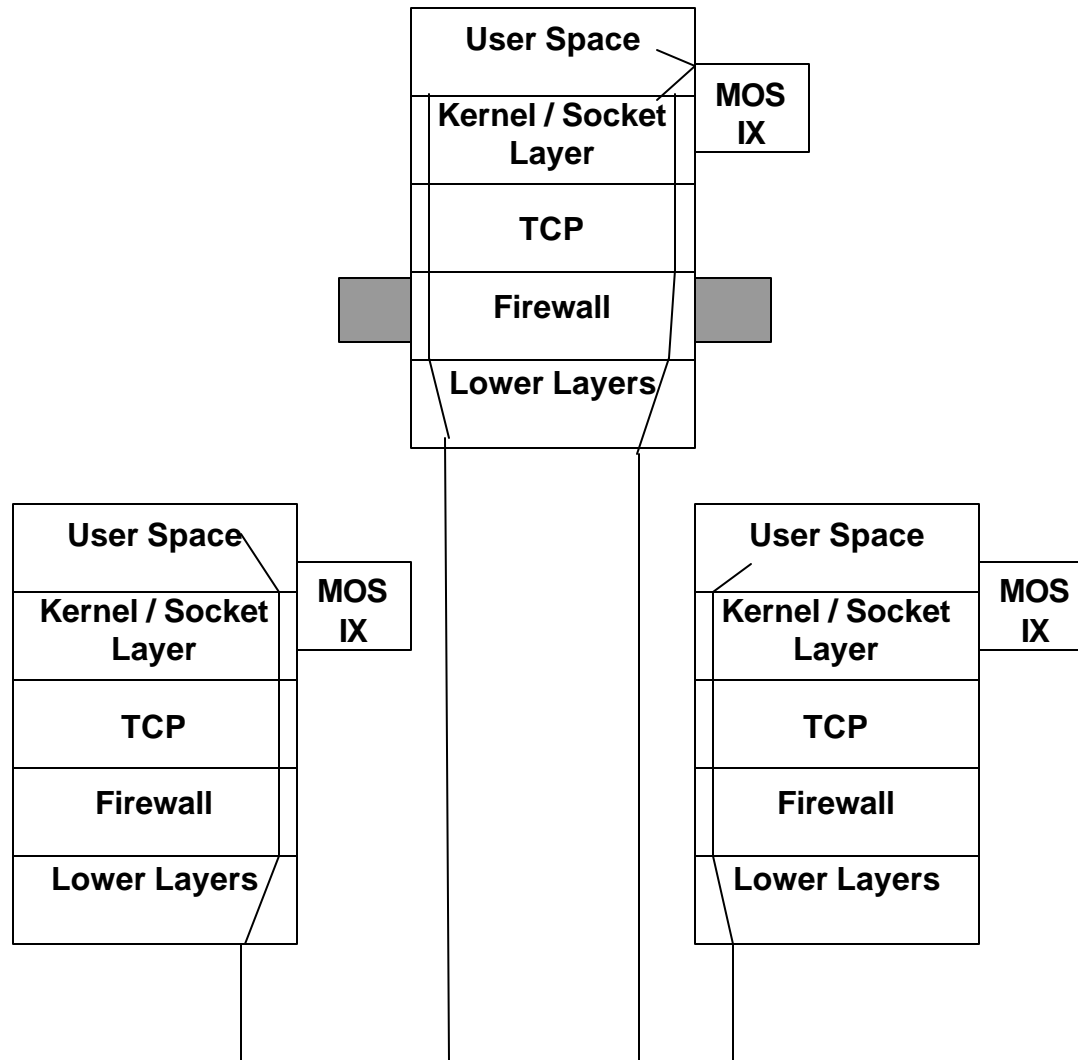 User Space
MOS
IX
Kernel / Socket
Layer
TCP
Firewall
Lower Layers
User Space
MOS
IX
Kernel / Socket
Layer
TCP
Firewall
Lower Layers
User Space
MOS
IX
Kernel / Socket
Layer
TCP
Firewall
Lower Layers